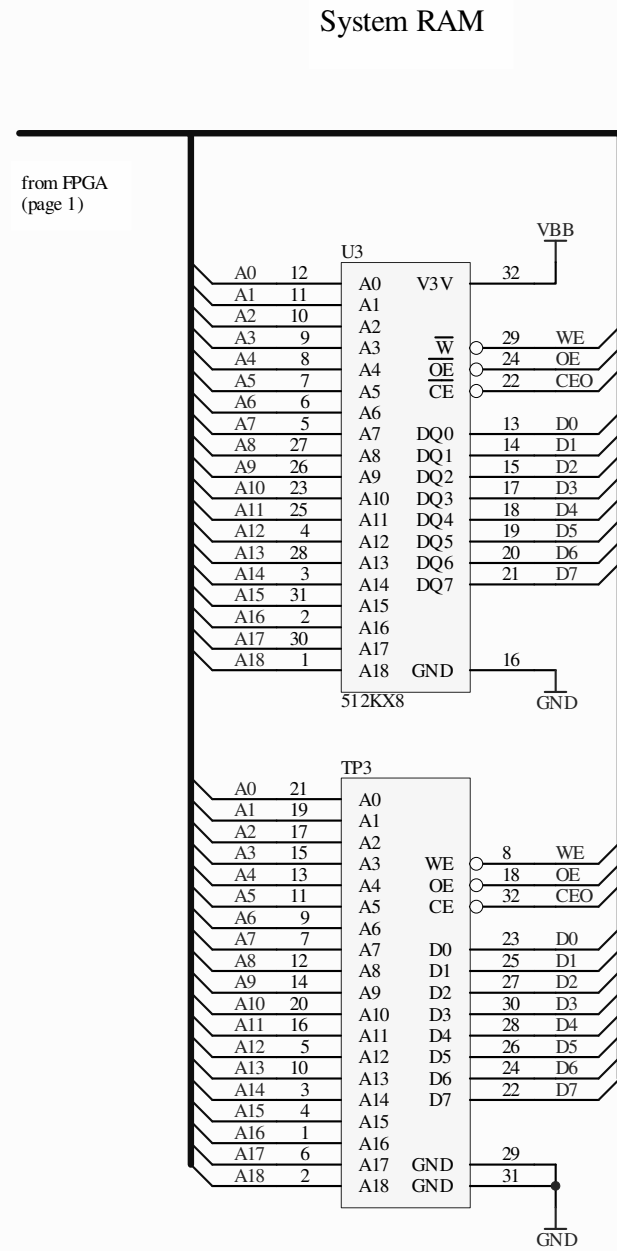 System RAM
from FPGA
(page 1)
VBB
U3
A0 12 A0 V3V 32
A1 11 A1
A2 10 A2
A3 9 A3 W 29 WE
A4 8 A4 OE 24 OE
A5 7 A5 CE 22 CEO
A6 6 A6
A7 5 A7 DQ0 13 D0
A8 27 A8 DQ1 14 D1
A9 26 A9 DQ2 15 D2
A10 23 A10 DQ3 17 D3
A11 25 A11 DQ4 18 D4
A12 4 A12 DQ5 19 D5
A13 28 A13 DQ6 20 D6
A14 3 A14 DQ7 21 D7
A15 31 A15
A16 2 A16
A17 30 A17
A18 1 A18 GND 16
512KX8
GND
TP3
A0 21 A0
A1 19 A1
A2 17 A2
A3 15 A3 WE 8 WE
A4 13 A4 OE 18 OE
A5 11 A5 CE 32 CEO
A6 9 A6
A7 7 A7 D0 23 D0
A8 12 A8 D1 25 D1
A9 14 A9 D2 27 D2
A10 20 A10 D3 30 D3
A11 16 A11 D4 28 D4
A12 5 A12 D5 26 D5
A13 10 A13 D6 24 D6
A14 3 A14 D7 22 D7
A15 4 A15
A16 1 A16
A17 6 A17 GND 29
A18 2 A18 GND 31
GND